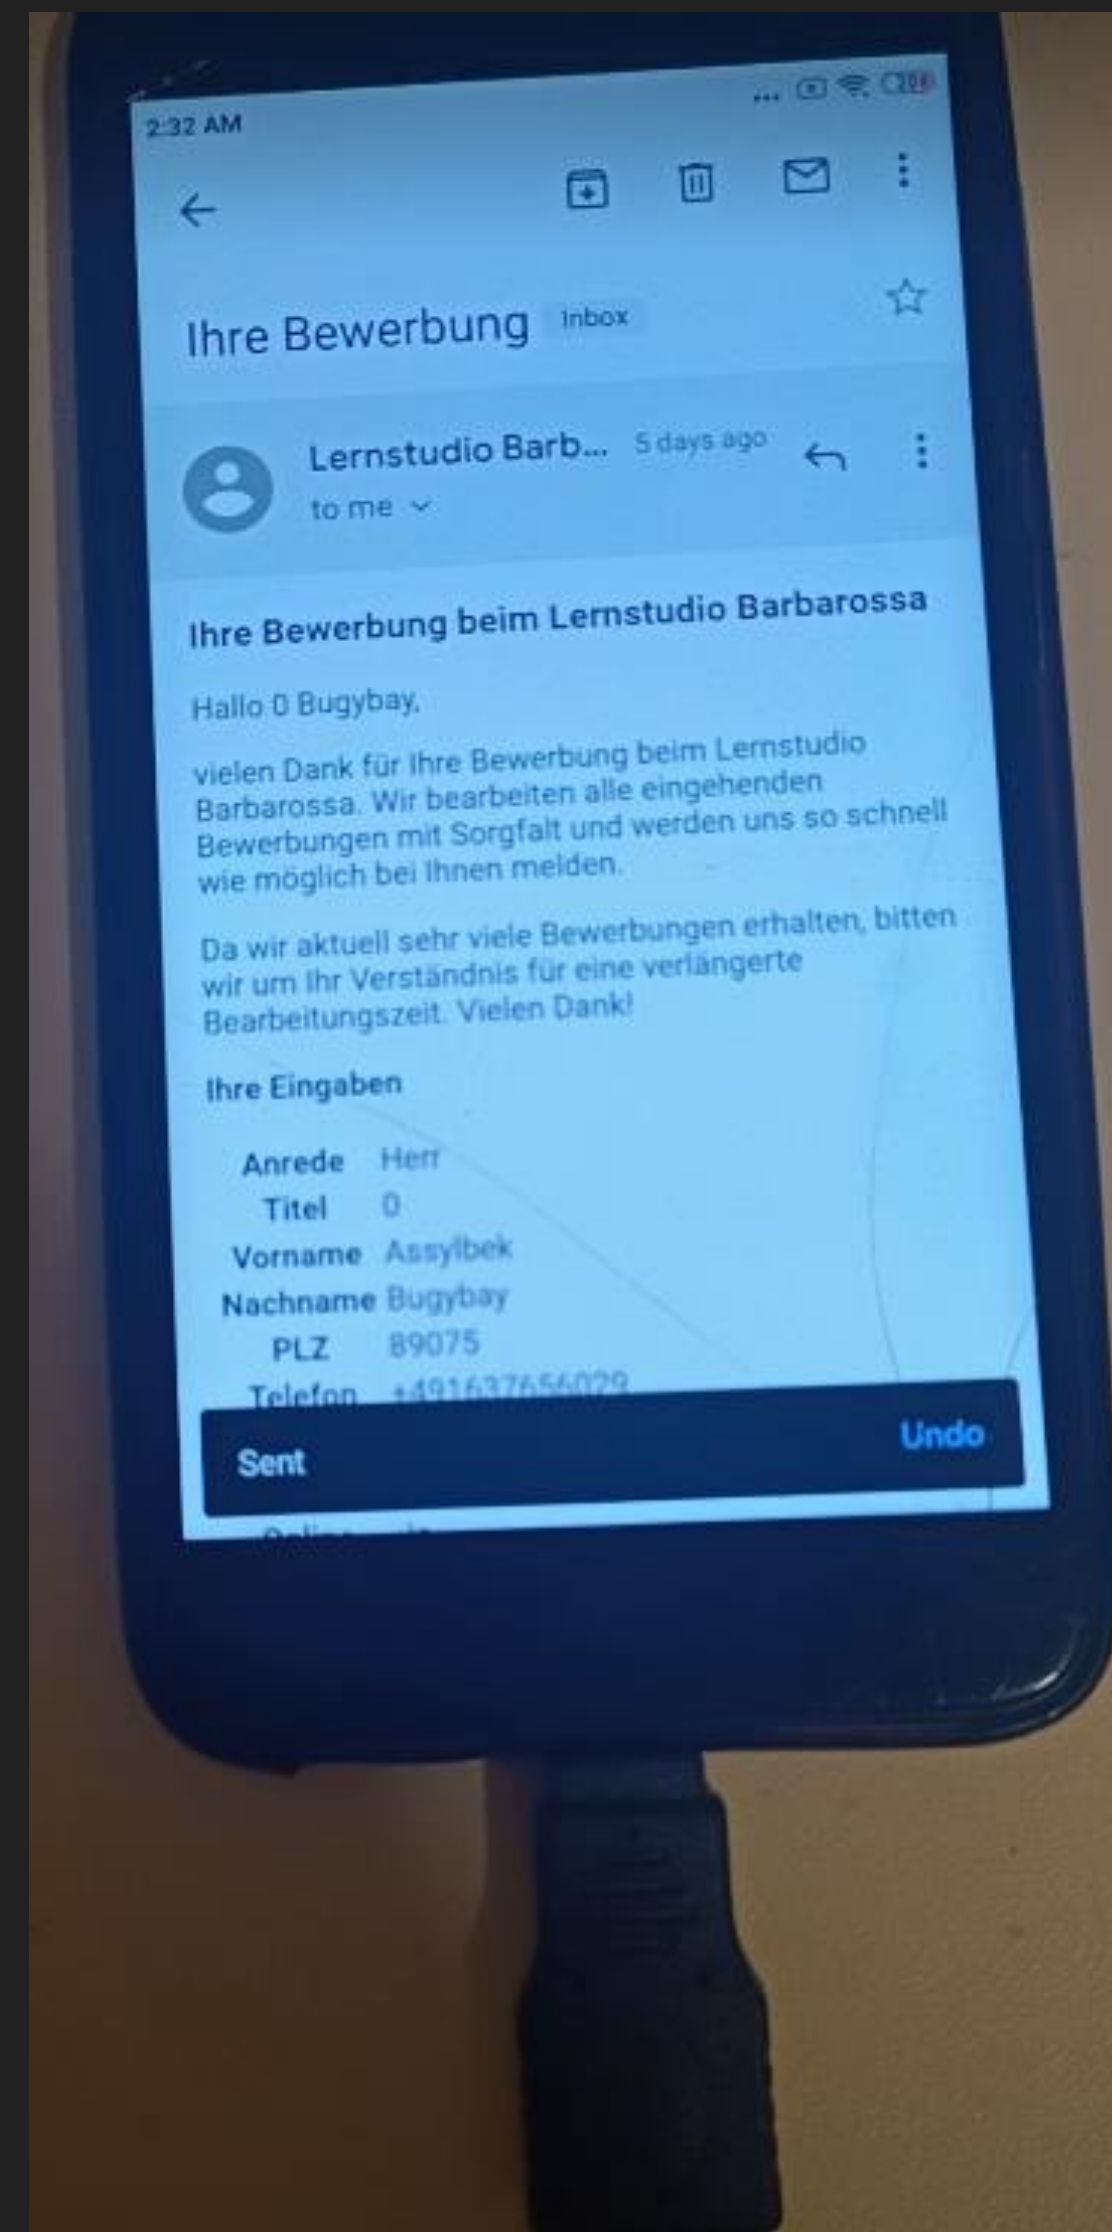 2:32 AM
Ihre Bewerbung Inbox
Lernstudio Barb... 5 days ago
to me
Ihre Bewerbung beim Lernstudio Barbarossa
Hallo 0 Bugybay,
vielen Dank für Ihre Bewerbung beim Lernstudio
Barbarossa. Wir bearbeiten alle eingehenden
Bewerbungen mit Sorgfalt und werden uns so schnell
wie möglich bei Ihnen melden.
Da wir aktuell sehr viele Bewerbungen erhalten, bitten
wir um Ihr Verständnis für eine verlängerte
Bearbeitungszeit. Vielen Dank!
Ihre Eingaben
Anrede Herr
Titel 0
Vorname Assylbek
Nachname Bugybay
PLZ 89075
Telefon +491637656029
Sent Undo